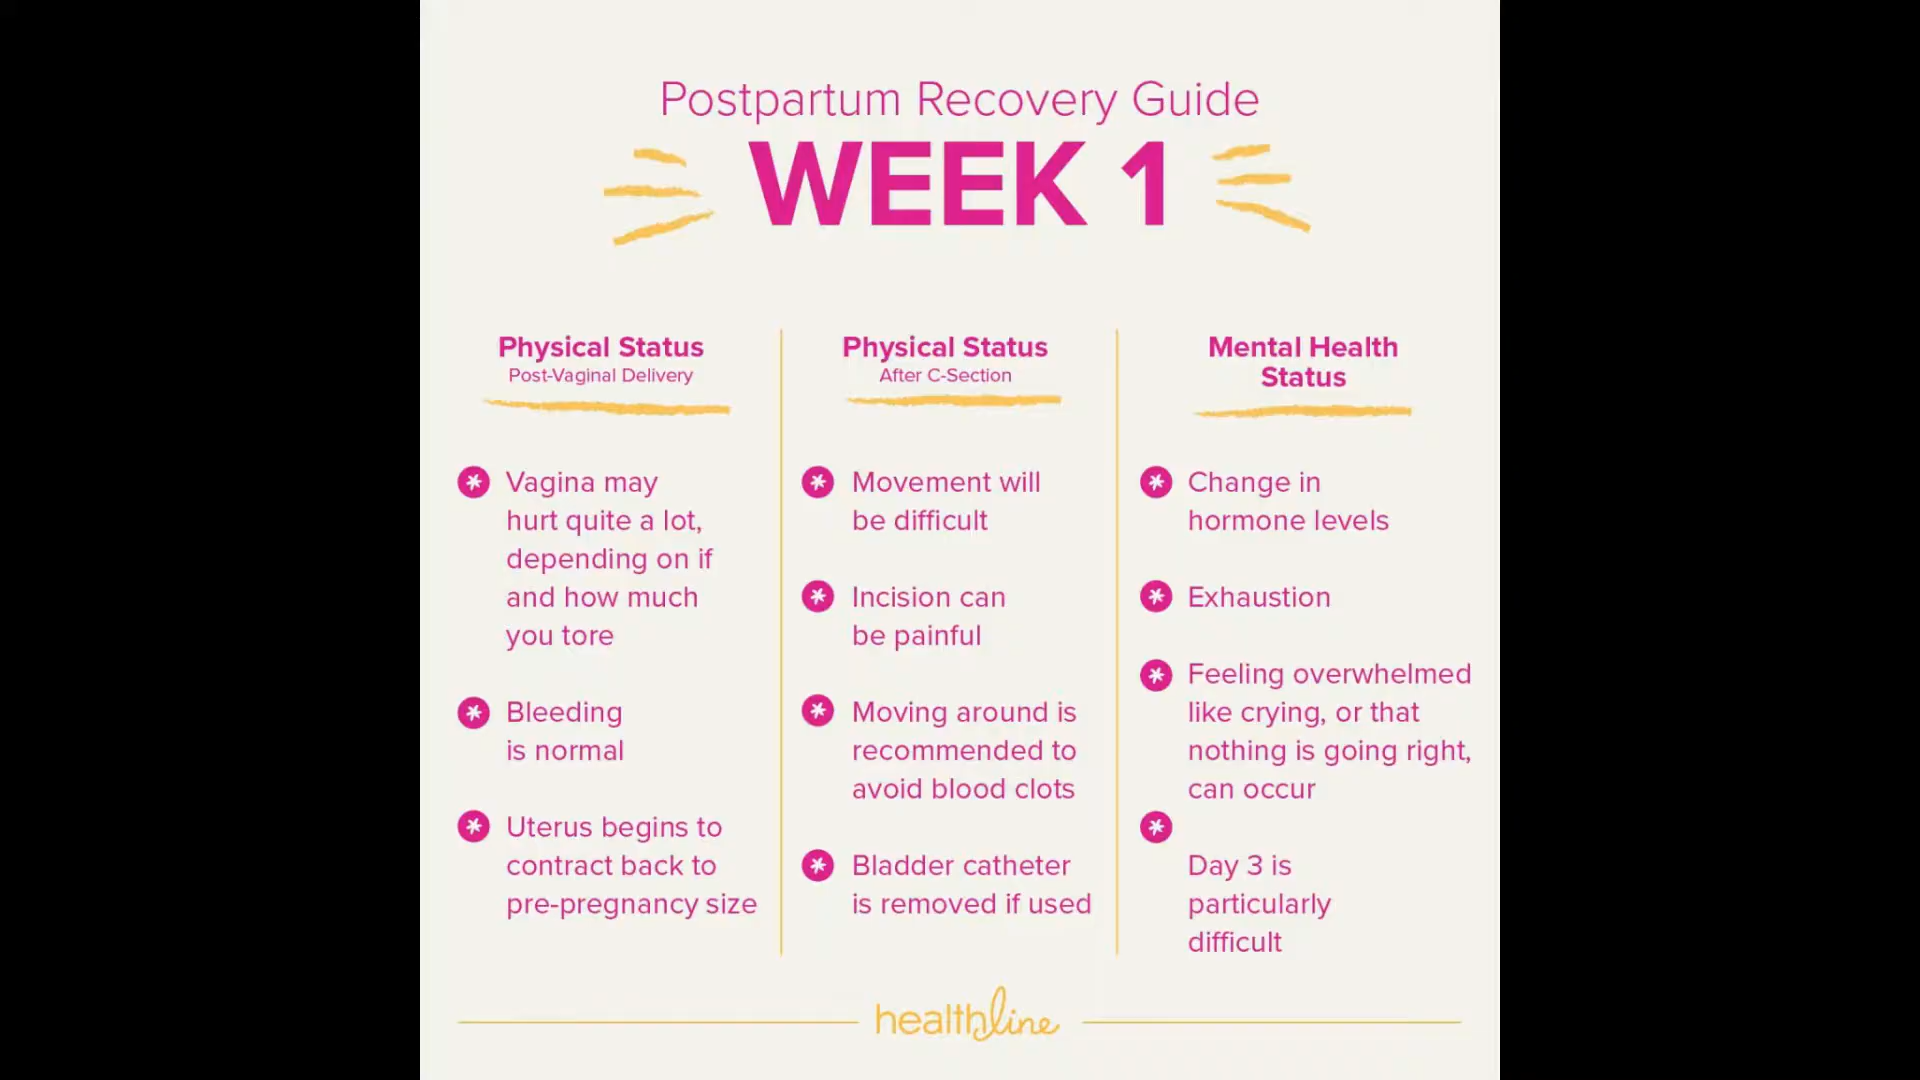 Postpartum Recovery Guide
WEEK 1
Physical Status
Post-Vaginal Delivery
Vagina may
hurt quite a lot,
depending on if
and how much
you tore
Bleeding
is normal
Uterus begins to
contract back to
pre-pregnancy size
Physical Status
After C-Section
Movement will
be difficult
Incision can
be painful
Moving around is
recommended to
avoid blood clots
Bladder catheter
is removed if used
Mental Health
Status
Change in
hormone levels
Exhaustion
Feeling overwhelmed
like crying, or that
nothing is going right,
can occur
Day 3 is
particularly
difficult
healthline